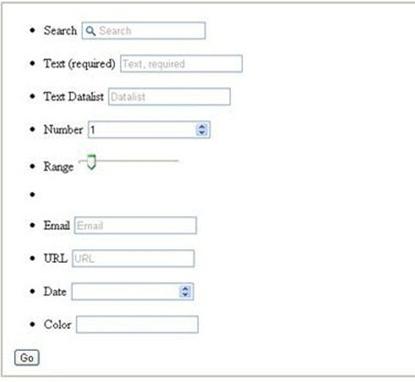 Search Search
Text (required) Text, required
Text Datalist Datalist
Number 1
Range
Email Email
URL URL
Date
Color
Go